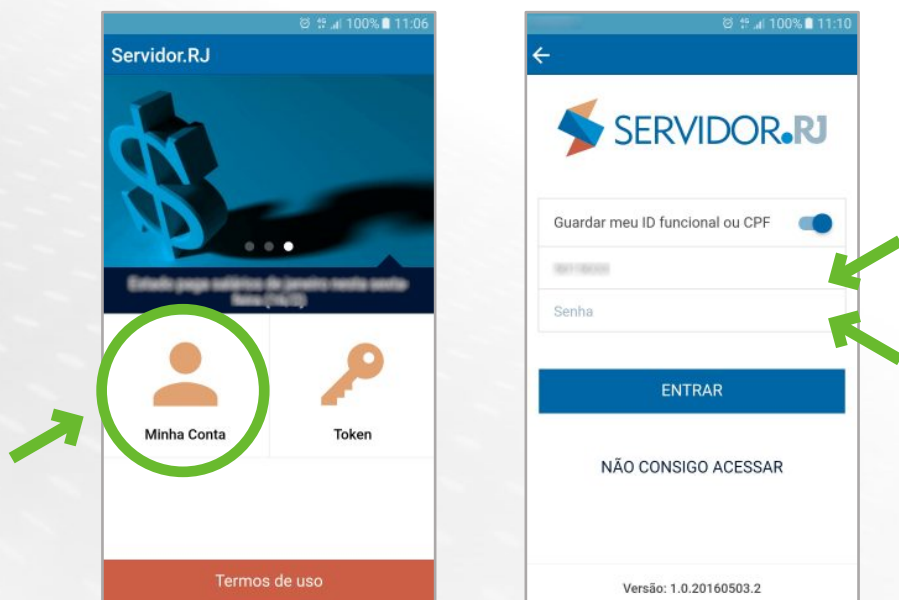 100% 11:06
Servidor.RJ
Minha Conta
Token
Termos de uso
100% 11:10
SERVIDOR.RJ
Guardar meu ID funcional ou CPF
Senha
ENTRAR
NÃO CONSIGO ACESSAR
Versão: 1.0.20160503.2